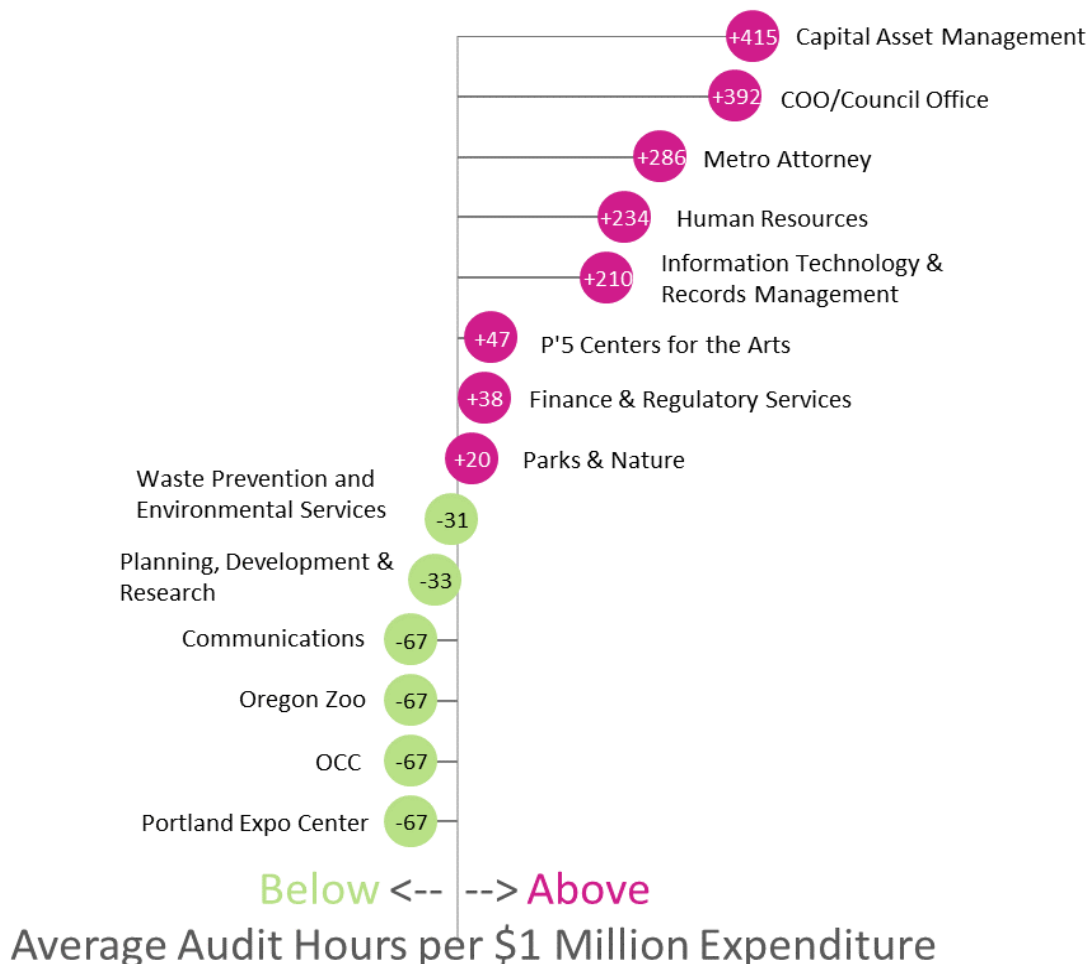 +415 Capital Asset Management
+392 COO/Council Office
+286 Metro Attorney
+234 Human Resources
+210 Information Technology &
Records Management
+47 P'5 Centers for the Arts
+38 Finance & Regulatory Services
+20 Parks & Nature
Waste Prevention and
Environmental Services -31
Planning, Development &
Research -33
Communications -67
Oregon Zoo -67
OCC -67
Portland Expo Center -67
Below <-- --> Above
Average Audit Hours per $1 Million Expenditure